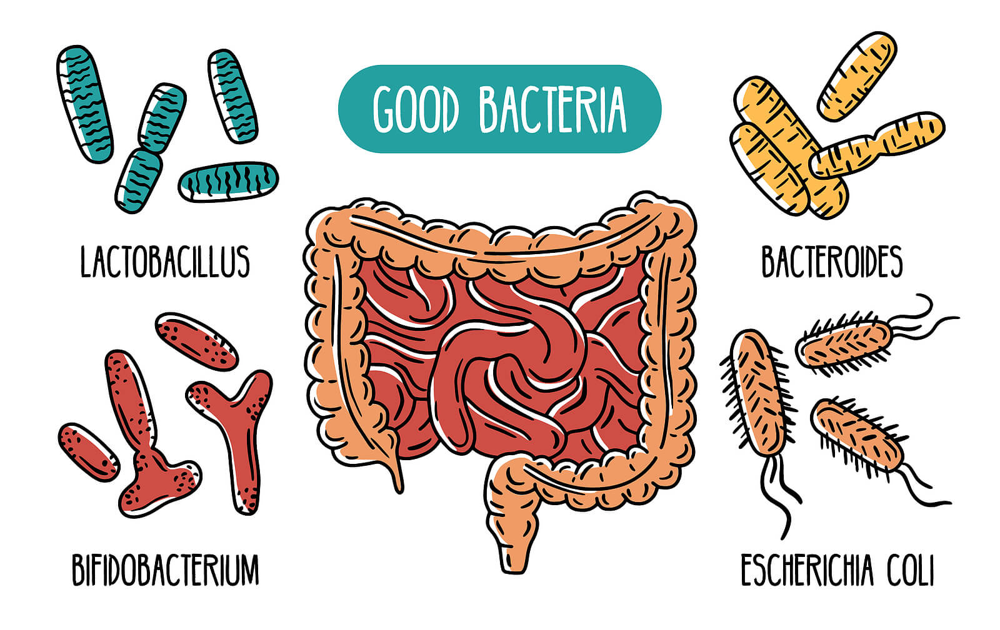 GOOD BACTERIA
LACTOBACILLUS
BACTEROIDES
BIFIDOBACTERIUM
ESCHERICHIA COLI